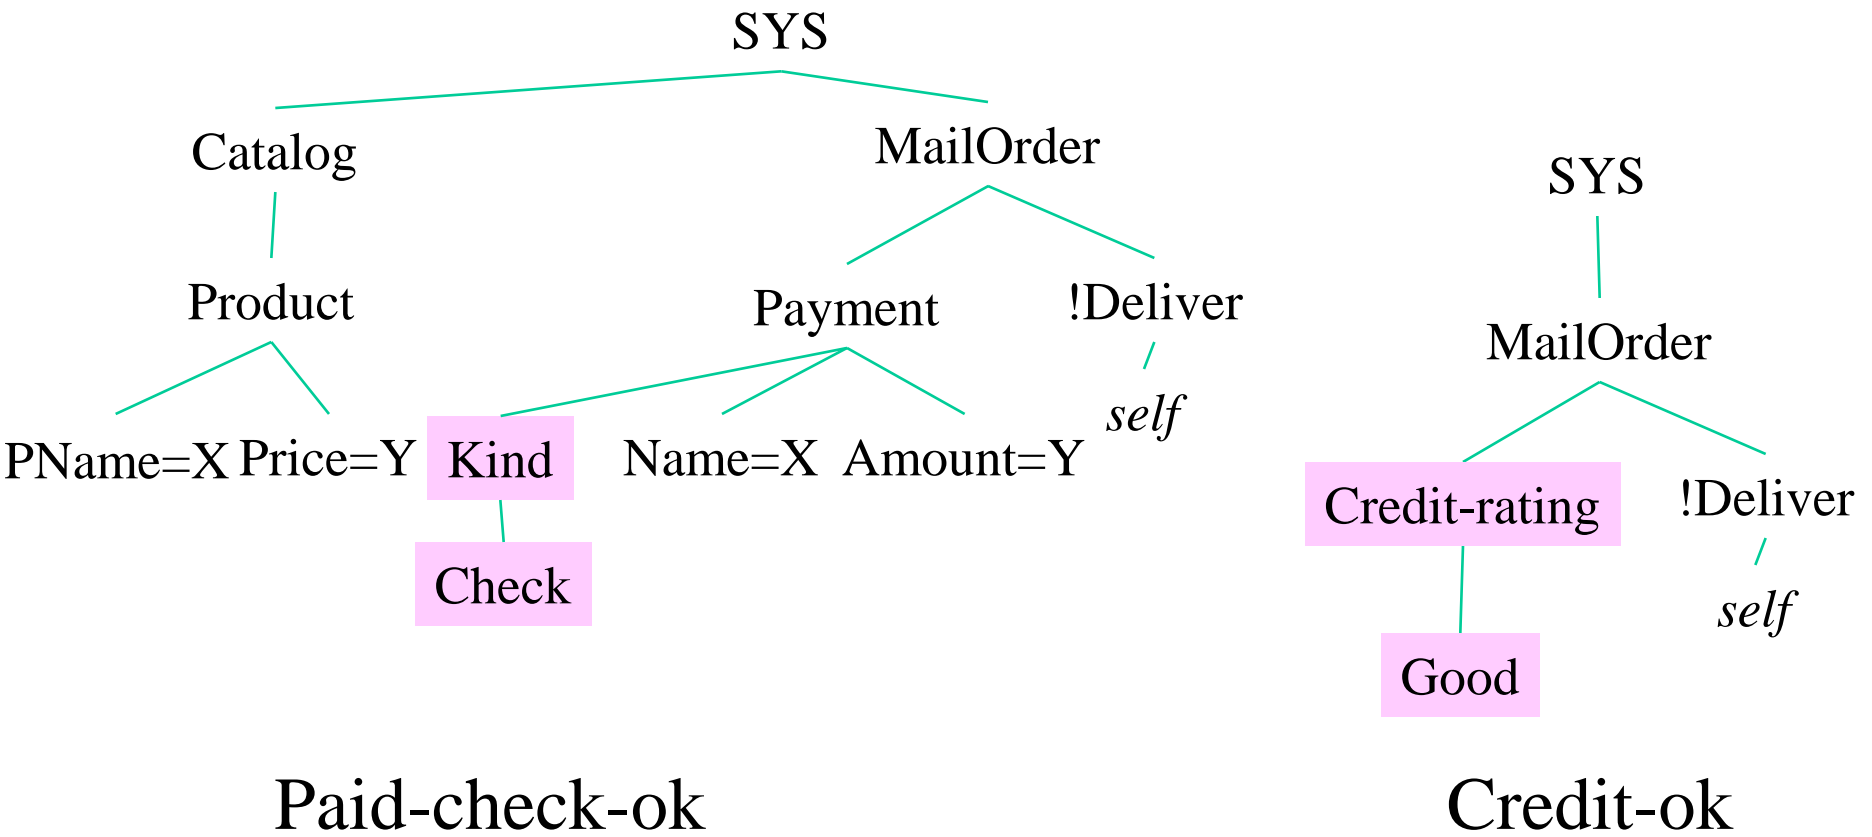 SYS
Catalog
MailOrder
Product
Payment
!Deliver
PName=X
Price=Y
Kind
Name=X
Amount=Y
self
Check
Paid-check-ok
SYS
MailOrder
Credit-rating
!Deliver
self
Good
Credit-ok